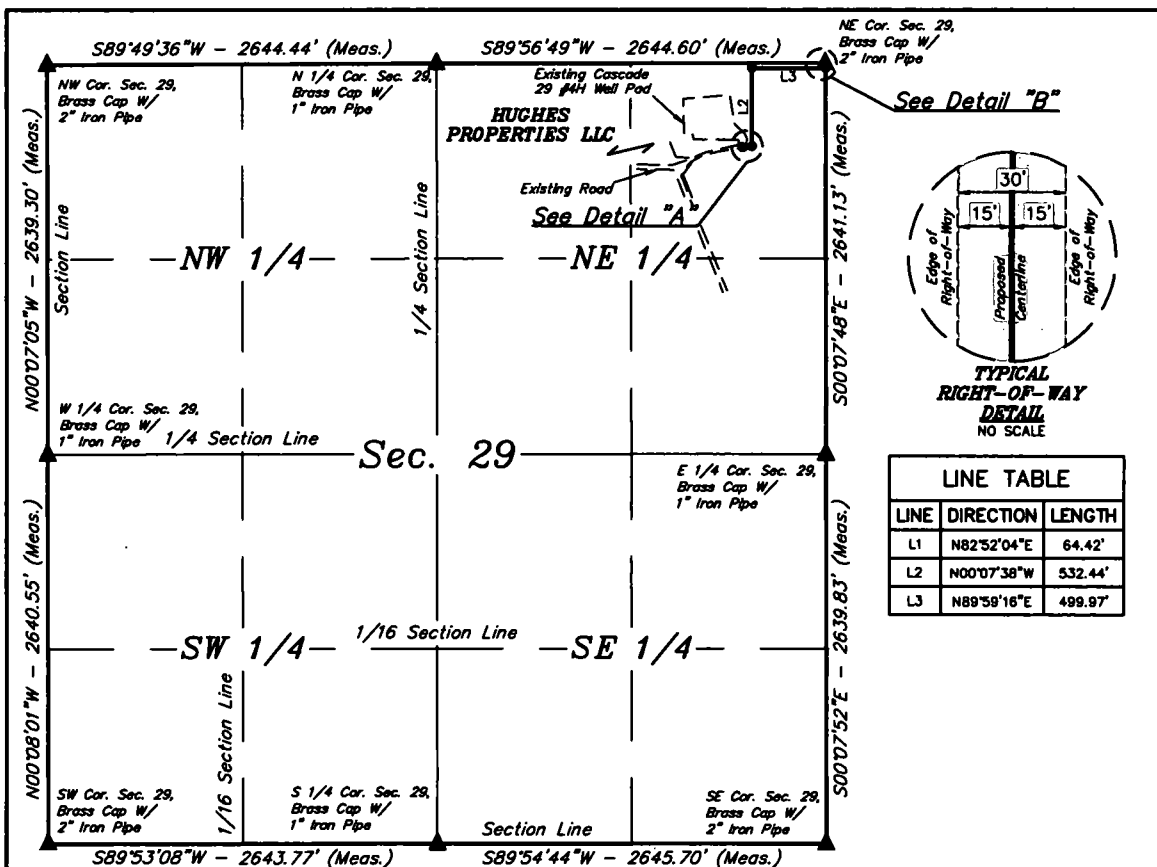 S89°49'36"W - 2644.44' (Meas.)
S89°56'49"W - 2644.60' (Meas.)
NE Cor. Sec. 29,
Brass Cap W/
2" Iron Pipe
NW Cor. Sec. 29,
Brass Cap W/
2" Iron Pipe
N 1/4 Cor. Sec. 29,
Brass Cap W/
1" Iron Pipe
Existing Cascade
29 #4H Well Pad
L2
L3
See Detail "B"
HUGHES
PROPERTIES LLC
Existing Road
See Detail "A"
N00°07'05"W - 2639.30' (Meas.)
Section Line
NW 1/4
1/4 Section Line
NE 1/4
S00°07'48"E - 2641.13' (Meas.)
30'
15'
15'
Edge of
Right-of-Way
Proposed
Centerline
Edge of
Right-of-Way
TYPICAL
RIGHT-OF-WAY
DETAIL
NO SCALE
W 1/4 Cor. Sec. 29,
Brass Cap W/
1" Iron Pipe
1/4 Section Line
Sec. 29
E 1/4 Cor. Sec. 29,
Brass Cap W/
1" Iron Pipe
LINE TABLE
LINE DIRECTION LENGTH
L1 N82°52'04"E 64.42'
L2 N00°07'38"W 532.44'
L3 N89°59'16"E 499.97'
N00°08'01"W - 2640.55' (Meas.)
SW 1/4
1/16 Section Line
SE 1/4
S00°07'52"E - 2639.83' (Meas.)
1/16 Section Line
SW Cor. Sec. 29,
Brass Cap W/
2" Iron Pipe
S 1/4 Cor. Sec. 29,
Brass Cap W/
1" Iron Pipe
Section Line
SE Cor. Sec. 29,
Brass Cap W/
2" Iron Pipe
S89°53'08"W - 2643.77' (Meas.)
S89°54'44"W - 2645.70' (Meas.)